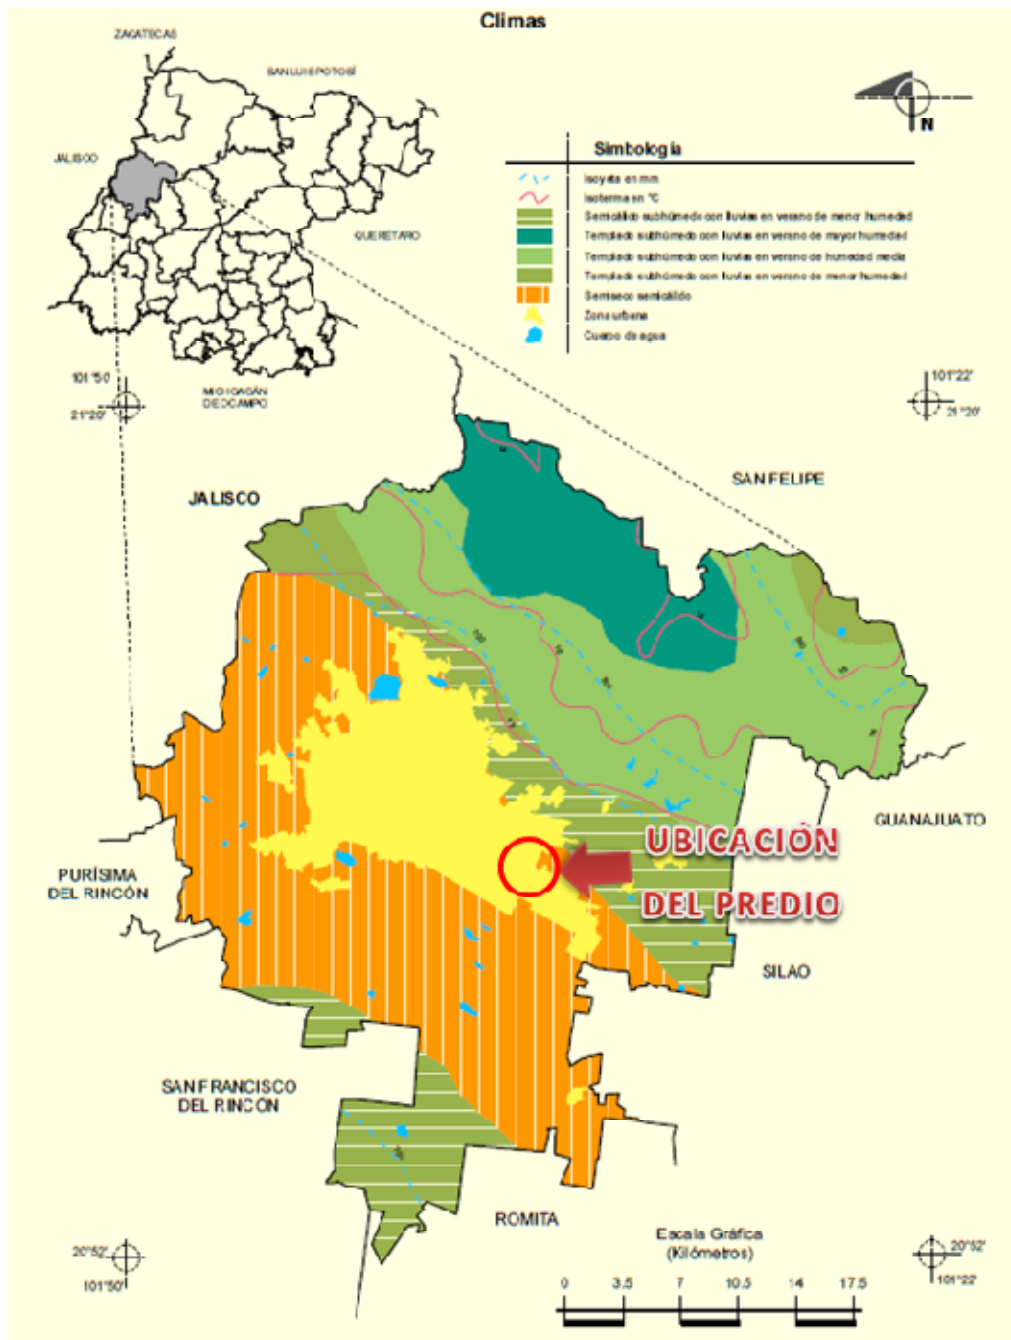 Climas
ZACATECAS
SAN LUIS POTOSÍ
JALISCO
QUERÉTARO
MICHOACÁN
DE OCAMPO
N
Simbología
Isoyeta en mm
Isoterma en °C
Semicálido subhúmedo con lluvias en verano de menor humedad
Templado subhúmedo con lluvias en verano de mayor humedad
Templado subhúmedo con lluvias en verano de humedad media
Templado subhúmedo con lluvias en verano de menor humedad
Semiseco semicálido
Zona urbana
Cuerpo de agua
101°50'
21°20'
101°22'
21°20'
JALISCO
SAN FELIPE
GUANAJUATO
UBICACIÓN
DEL PREDIO
PURÍSIMA
DEL RINCÓN
SILAO
SAN FRANCISCO
DEL RINCÓN
ROMITA
20°52'
101°50'
Escala Gráfica
(Kilómetros)
0 3.5 7 10.5 14 17.5
20°52'
101°22'